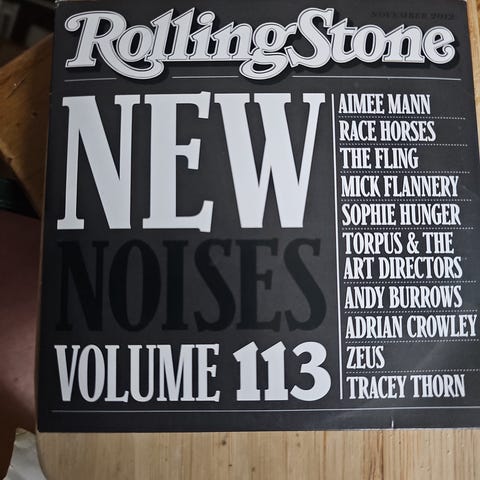 NOVEMBER 2012
RollingStone
NEW
NOISES
VOLUME 113
AIMEE MANN
RACE HORSES
THE FLING
MICK FLANNERY
SOPHIE HUNGER
TORPUS & THE
ART DIRECTORS
ANDY BURROWS
ADRIAN CROWLEY
ZEUS
TRACEY THORN